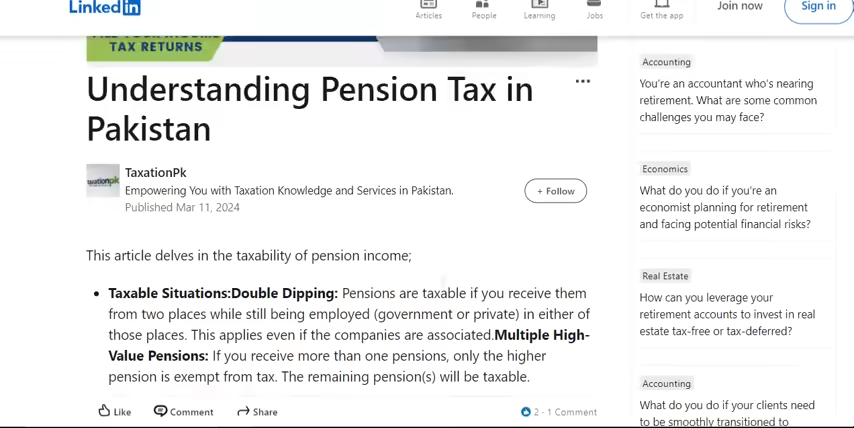 Linked in
Articles
People
Learning
Jobs
Get the app
Join now
Sign in
TAX RETURNS
Understanding Pension Tax in
Pakistan
TaxationPk
Empowering You with Taxation Knowledge and Services in Pakistan.
Published Mar 11, 2024
+ Follow
This article delves in the taxability of pension income;
• Taxable Situations:Double Dipping: Pensions are taxable if you receive them
from two places while still being employed (government or private) in either of
those places. This applies even if the companies are associated.Multiple High-
Value Pensions: If you receive more than one pensions, only the higher
pension is exempt from tax. The remaining pension(s) will be taxable.
Like
Comment
Share
2 · 1 Comment
Accounting
You're an accountant who's nearing
retirement. What are some common
challenges you may face?
Economics
What do you do if you're an
economist planning for retirement
and facing potential financial risks?
Real Estate
How can you leverage your
retirement accounts to invest in real
estate tax-free or tax-deferred?
Accounting
What do you do if your clients need
to be smoothly transitioned to